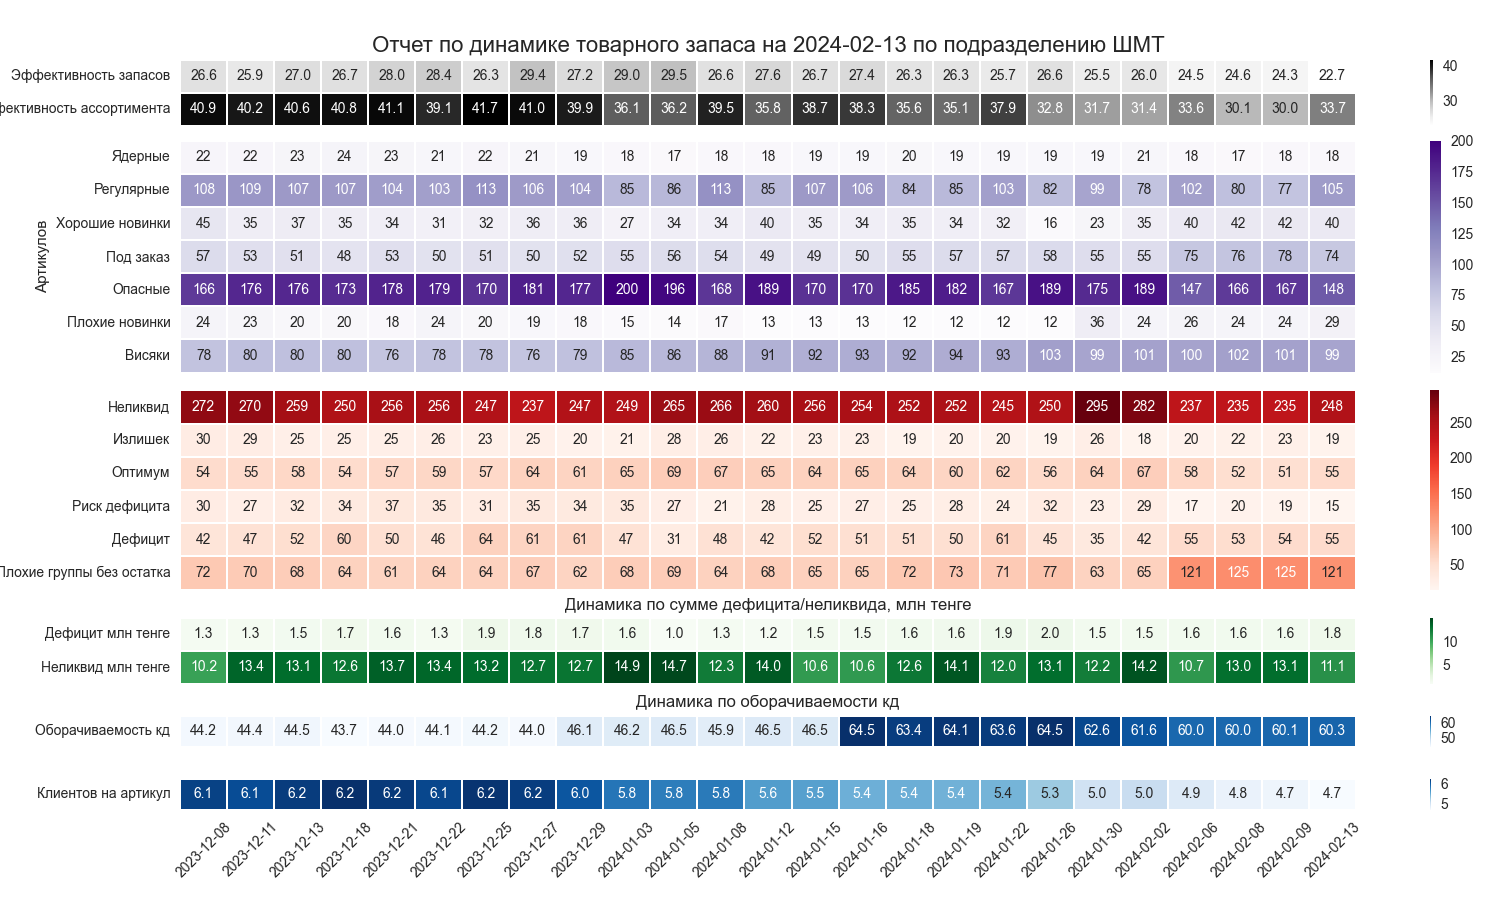 Отчет по динамике товарного запаса на 2024-02-13 по подразделению ШМТ
Эффективность запасов 26.6 25.9 27.0 26.7 28.0 28.4 26.3 29.4 27.2 29.0 29.5 26.6 27.6 26.7 27.4 26.3 26.3 25.7 26.6 25.5 26.0 24.5 24.6 24.3 22.7
фективность ассортимента 40.9 40.2 40.6 40.8 41.1 39.1 41.7 41.0 39.9 36.1 36.2 39.5 35.8 38.7 38.3 35.6 35.1 37.9 32.8 31.7 31.4 33.6 30.1 30.0 33.7
40
30
Артикулов
Ядерные 22 22 23 24 23 21 22 21 19 18 17 18 18 19 19 20 19 19 19 19 21 18 17 18 18
Регулярные 108 109 107 107 104 103 113 106 104 85 86 113 85 107 106 84 85 103 82 99 78 102 80 77 105
Хорошие новинки 45 35 37 35 34 31 32 36 36 27 34 34 40 35 34 35 34 32 16 23 35 40 42 42 40
Под заказ 57 53 51 48 53 50 51 50 52 55 56 54 49 49 50 55 57 57 58 55 55 75 76 78 74
Опасные 166 176 176 173 178 179 170 181 177 200 196 168 189 170 170 185 182 167 189 175 189 147 166 167 148
Плохие новинки 24 23 20 20 18 24 20 19 18 15 14 17 13 13 13 12 12 12 12 36 24 26 24 24 29
Висяки 78 80 80 80 76 78 78 76 79 85 86 88 91 92 93 92 94 93 103 99 101 100 102 101 99
200
175
150
125
100
75
50
25
Неликвид 272 270 259 250 256 256 247 237 247 249 265 266 260 256 254 252 252 245 250 295 282 237 235 235 248
Излишек 30 29 25 25 25 26 23 25 20 21 28 26 22 23 23 19 20 20 19 26 18 20 22 23 19
Оптимум 54 55 58 54 57 59 57 64 61 65 69 67 65 64 65 64 60 62 56 64 67 58 52 51 55
Риск дефицита 30 27 32 34 37 35 31 35 34 35 27 21 28 25 27 25 28 24 32 23 29 17 20 19 15
Дефицит 42 47 52 60 50 46 64 61 61 47 31 48 42 52 51 51 50 61 45 35 42 55 53 54 55
Плохие группы без остатка 72 70 68 64 61 64 64 67 62 68 69 64 68 65 65 72 73 71 77 63 65 121 125 125 121
250
200
150
100
50
Динамика по сумме дефицита/неликвида, млн тенге
Дефицит млн тенге 1.3 1.3 1.5 1.7 1.6 1.3 1.9 1.8 1.7 1.6 1.0 1.3 1.2 1.5 1.5 1.6 1.6 1.9 2.0 1.5 1.5 1.6 1.6 1.6 1.8
Неликвид млн тенге 10.2 13.4 13.1 12.6 13.7 13.4 13.2 12.7 12.7 14.9 14.7 12.3 14.0 10.6 10.6 12.6 14.1 12.0 13.1 12.2 14.2 10.7 13.0 13.1 11.1
10
5
Динамика по оборачиваемости кд
Оборачиваемость кд 44.2 44.4 44.5 43.7 44.0 44.1 44.2 44.0 46.1 46.2 46.5 45.9 46.5 46.5 64.5 63.4 64.1 63.6 64.5 62.6 61.6 60.0 60.0 60.1 60.3
60
50
Клиентов на артикул 6.1 6.1 6.2 6.2 6.2 6.1 6.2 6.2 6.0 5.8 5.8 5.8 5.6 5.5 5.4 5.4 5.4 5.4 5.3 5.0 5.0 4.9 4.8 4.7 4.7
6
5
2023-12-08 2023-12-11 2023-12-13 2023-12-18 2023-12-21 2023-12-22 2023-12-25 2023-12-27 2023-12-29 2024-01-03 2024-01-05 2024-01-08 2024-01-12 2024-01-15 2024-01-16 2024-01-18 2024-01-19 2024-01-22 2024-01-26 2024-01-30 2024-02-02 2024-02-06 2024-02-08 2024-02-09 2024-02-13